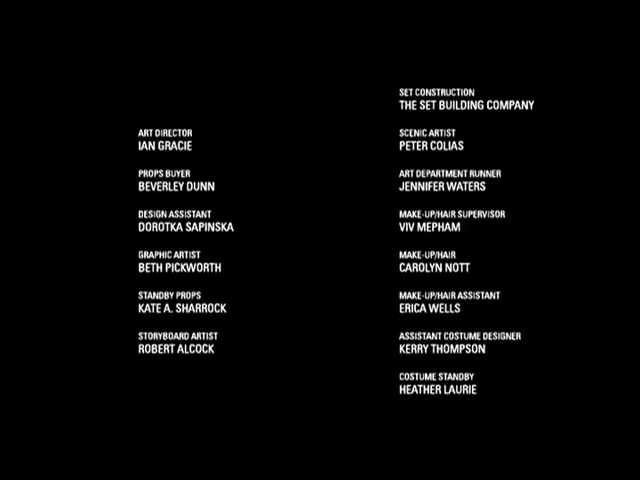 ART DIRECTOR
IAN GRACIE
PROPS BUYER
BEVERLEY DUNN
DESIGN ASSISTANT
DOROTKA SAPINSKA
GRAPHIC ARTIST
BETH PICKWORTH
STANDBY PROPS
KATE A. SHARROCK
STORYBOARD ARTIST
ROBERT ALCOCK
SET CONSTRUCTION
THE SET BUILDING COMPANY
SCENIC ARTIST
PETER COLIAS
ART DEPARTMENT RUNNER
JENNIFER WATERS
MAKE-UP/HAIR SUPERVISOR
VIV MEPHAM
MAKE-UP/HAIR
CAROLYN NOTT
MAKE-UP/HAIR ASSISTANT
ERICA WELLS
ASSISTANT COSTUME DESIGNER
KERRY THOMPSON
COSTUME STANDBY
HEATHER LAURIE